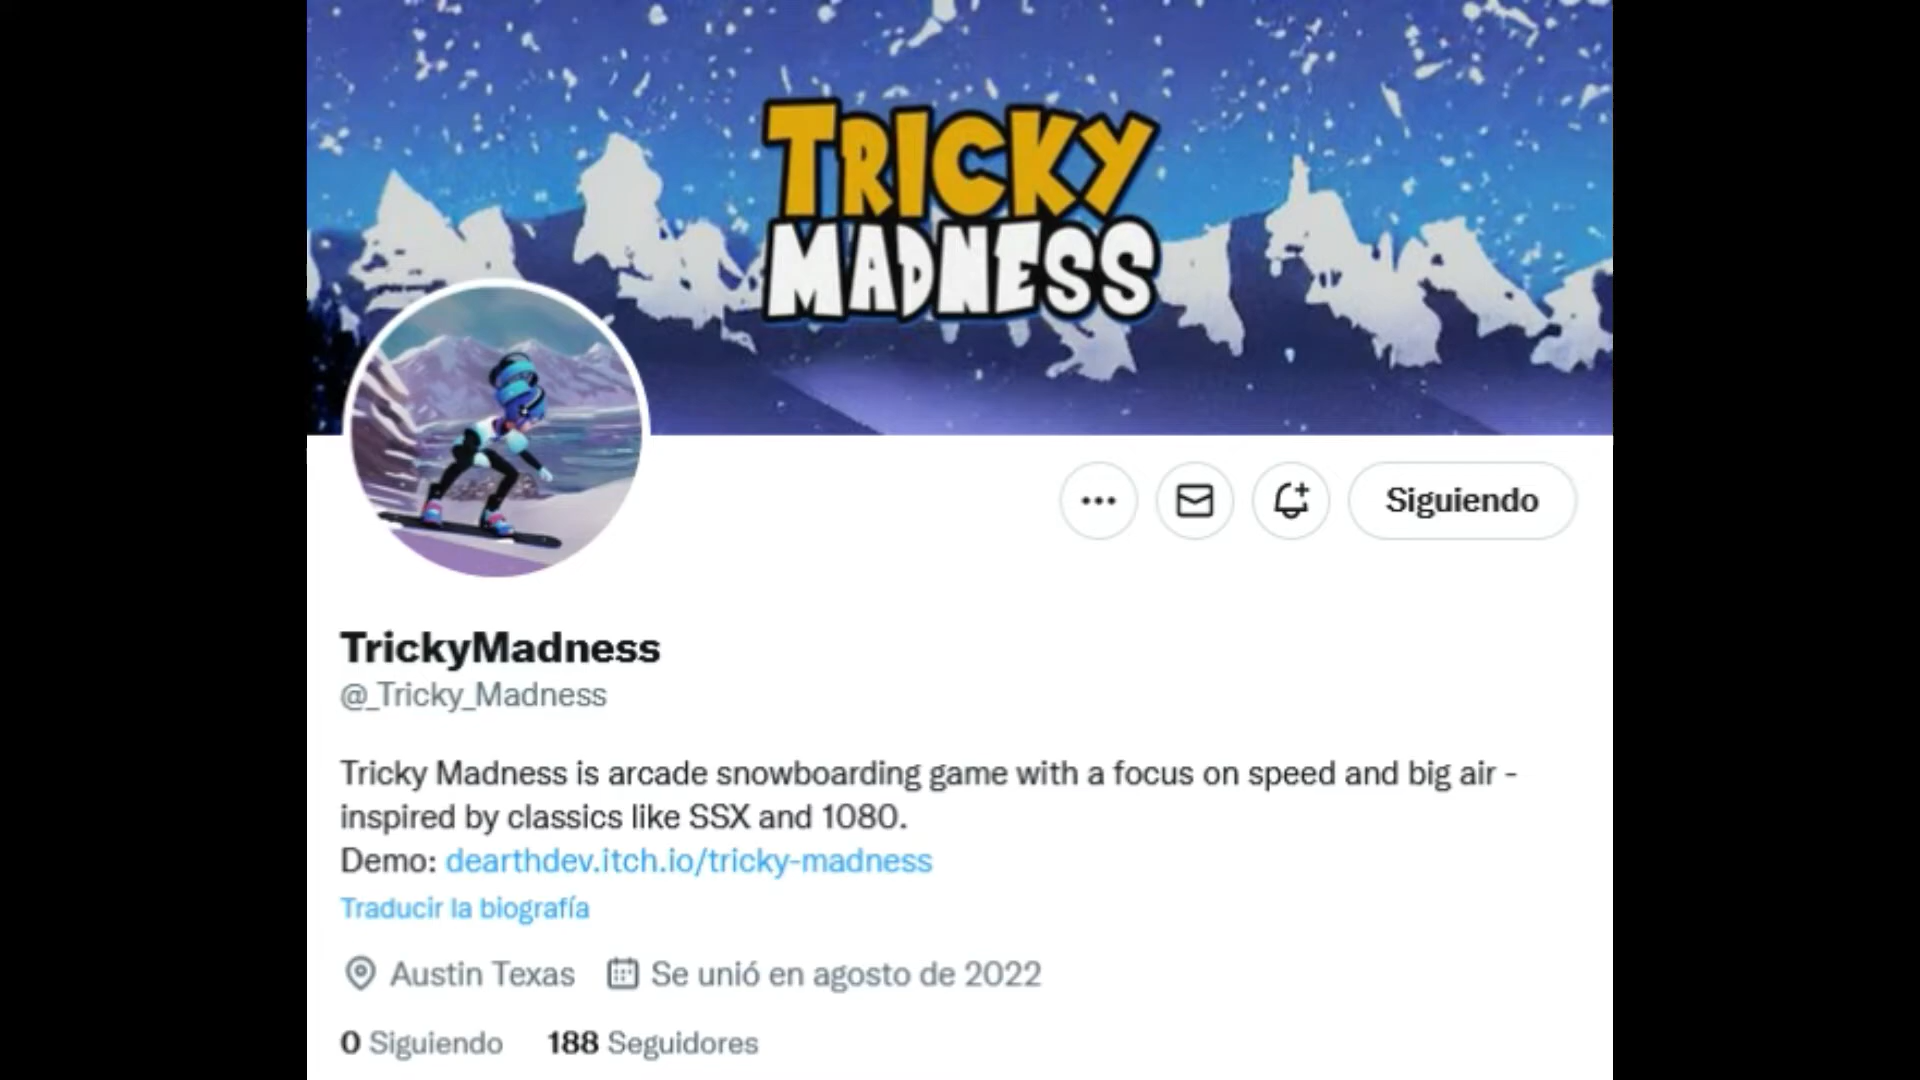 TRICKY
MADNESS
Siguiendo
TrickyMadness
@_Tricky_Madness
Tricky Madness is arcade snowboarding game with a focus on speed and big air -
inspired by classics like SSX and 1080.
Demo: dearthdev.itch.io/tricky-madness
Traducir la biografía
Austin Texas Se unió en agosto de 2022
0 Siguiendo 188 Seguidores